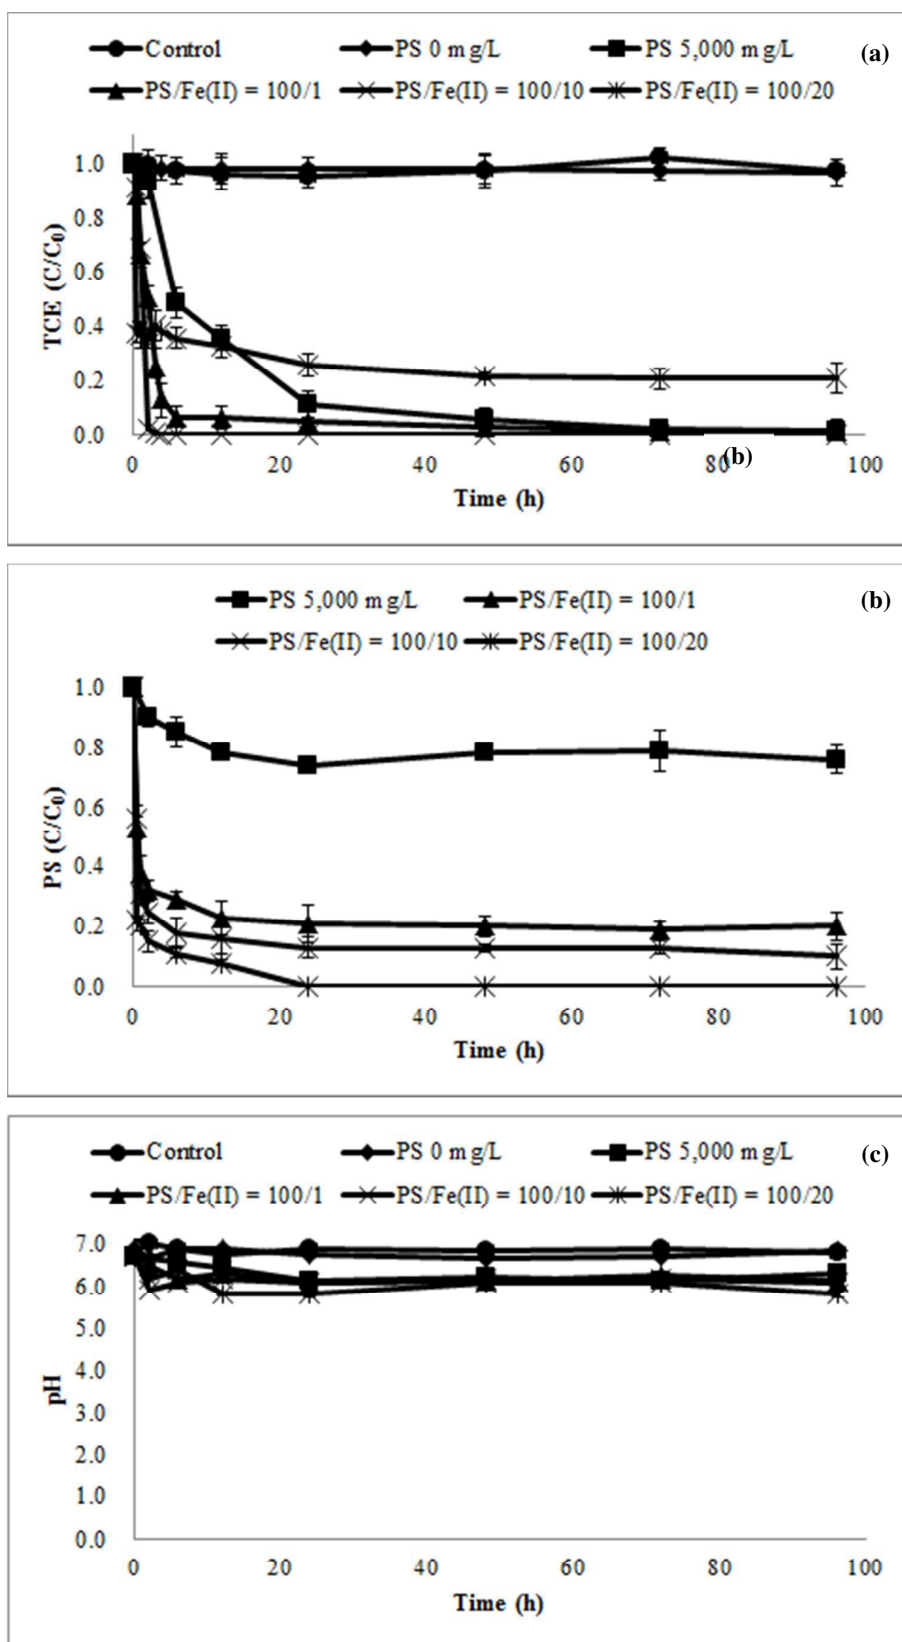 Control PS 0 mg/L PS 5,000 mg/L (a)
PS/Fe(II) = 100/1 PS/Fe(II) = 100/10 PS/Fe(II) = 100/20
1.0
0.8
0.6
0.4
0.2
0.0
TCE (C/C₀)
0 20 40 60 80 100
(b)
Time (h)
PS 5,000 mg/L PS/Fe(II) = 100/1 (b)
PS/Fe(II) = 100/10 PS/Fe(II) = 100/20
1.0
0.8
0.6
0.4
0.2
0.0
PS (C/C₀)
0 20 40 60 80 100
Time (h)
Control PS 0 mg/L PS 5,000 mg/L (c)
PS/Fe(II) = 100/1 PS/Fe(II) = 100/10 PS/Fe(II) = 100/20
7.0
6.0
5.0
4.0
3.0
2.0
1.0
0.0
pH
0 20 40 60 80 100
Time (h)